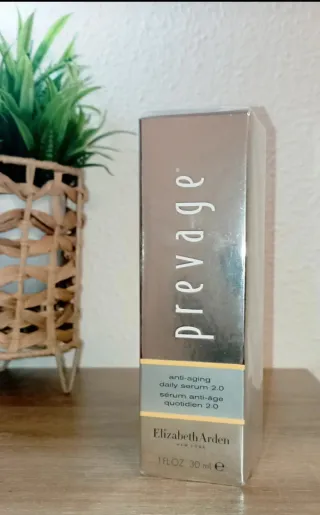 prevage®
anti-aging
daily serum 2.0
sérum anti-âge
quotidien 2.0
Elizabeth Arden
NEW YORK
1 FL.OZ. 30 ml e